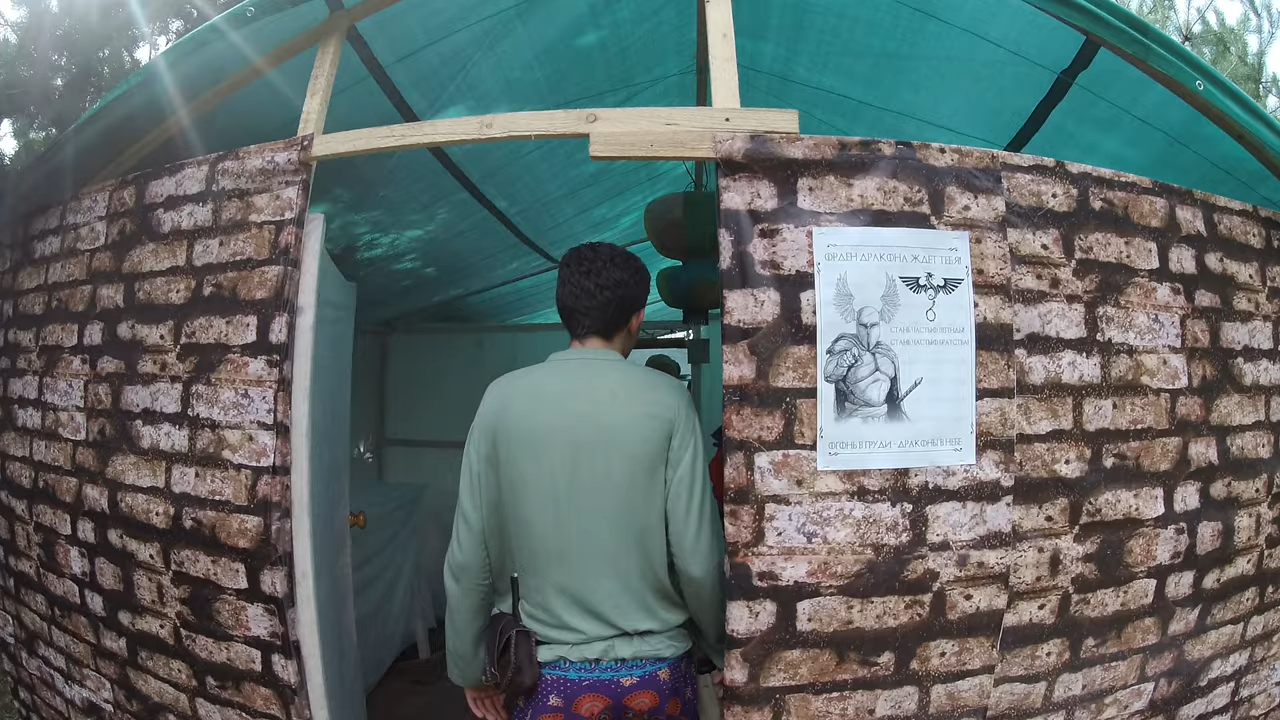 ОРДЕН ДРАКОНА ЖДЕТ ТЕБЯ!
СТАНЬ ЧАСТЬЮ ЛЕГЕНДЫ!
СТАНЬ ЧАСТЬЮ БРАТСТВА!
ОГОНЬ В ГРУДИ - ДРАКОНЫ В НЕБЕ